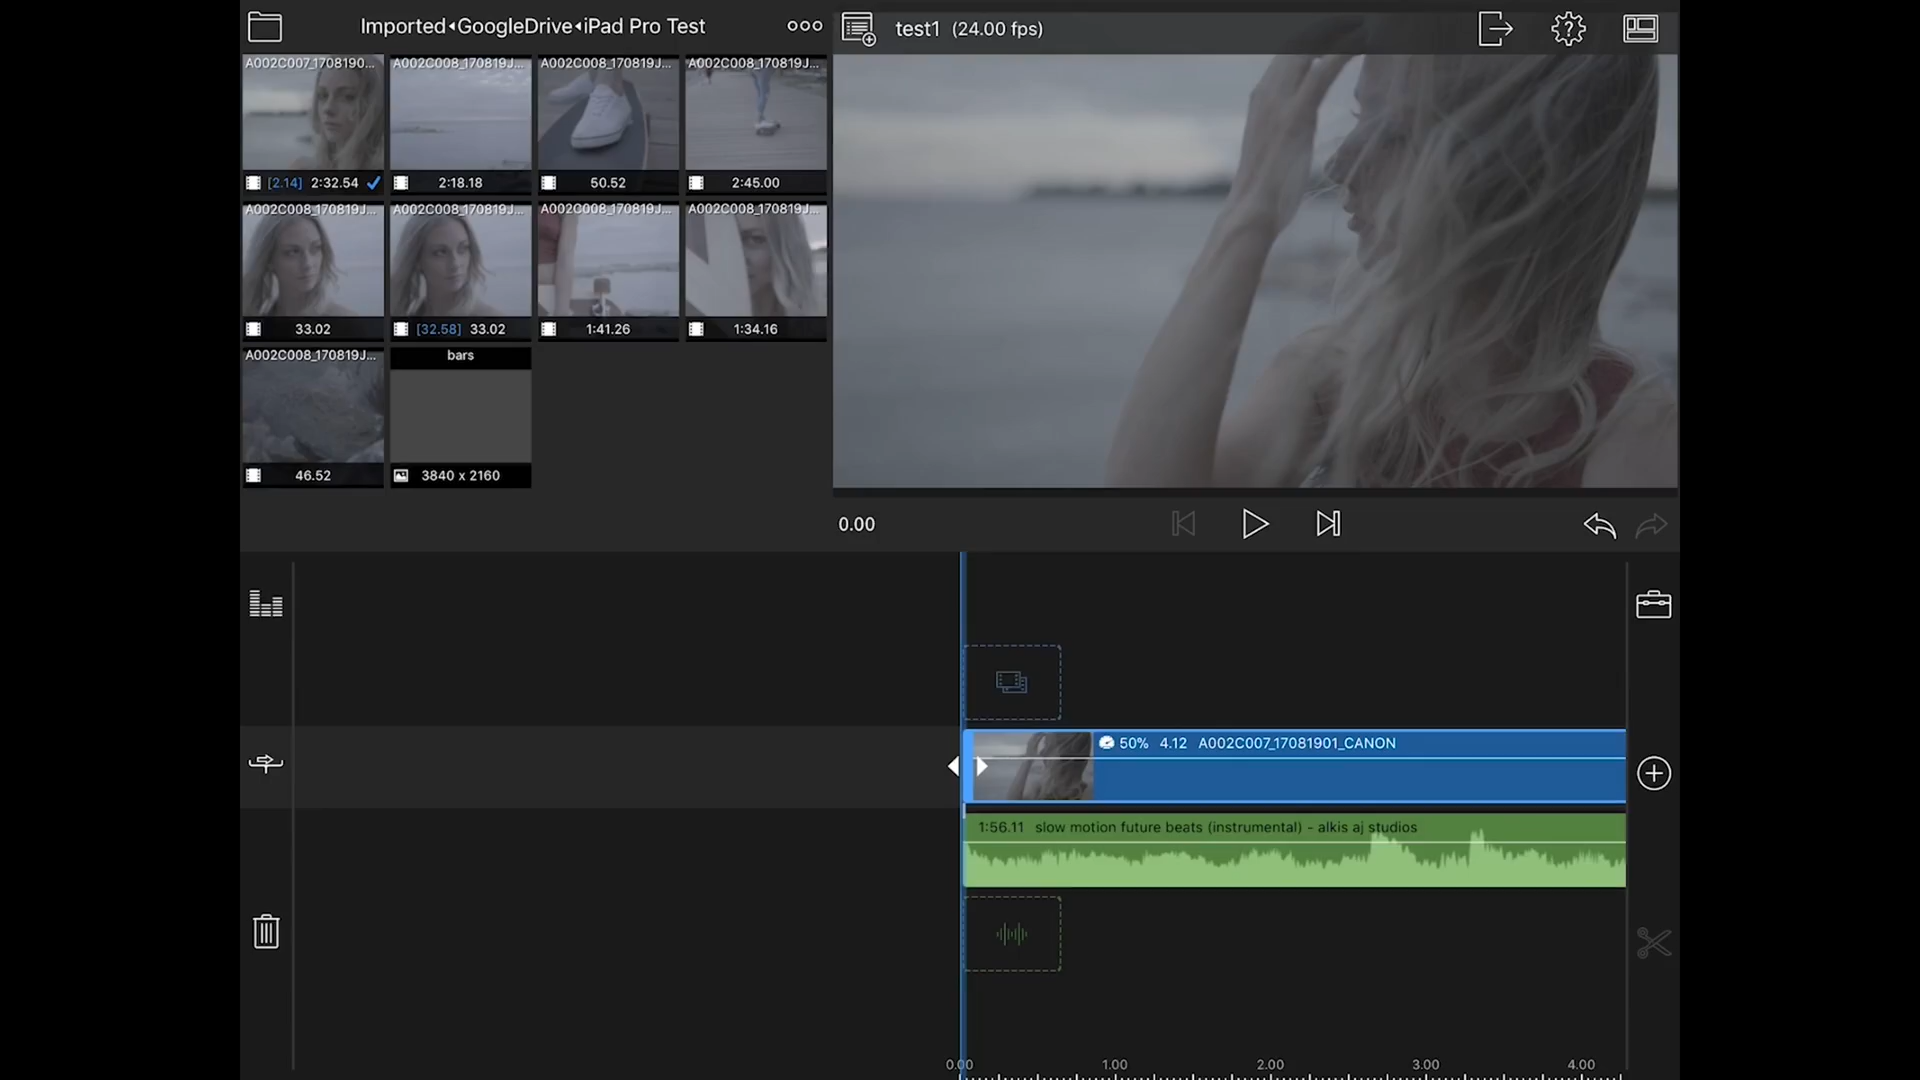 Imported◂GoogleDrive◂iPad Pro Test
test1 (24.00 fps)
A002C007_1708190...
A002C008_170819J...
A002C008_170819J...
A002C008_170819J...
[2.14] 2:32.54
2:18.18
50.52
2:45.00
A002C008_170819J...
A002C008_170819J...
A002C008_170819J...
A002C008_170819J...
33.02
[32.58] 33.02
1:41.26
1:34.16
A002C008_170819J...
bars
46.52
3840 x 2160
0.00
50% 4.12 A002C007_17081901_CANON
1:56.11 slow motion future beats (instrumental) - alkis aj studios
0.00 1.00 2.00 3.00 4.00